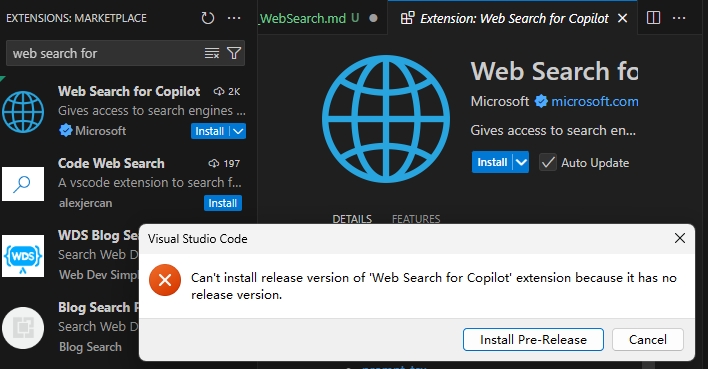 EXTENSIONS: MARKETPLACE
web search for
Web Search for Copilot 2K
Gives access to search engines ...
Microsoft Install
Code Web Search 197
A vscode extension to search f...
alexjercan Install
WDS
WDS Blog Se
Search Web D
Web Dev Simpl
Blog Search
Search Web D
Blog Search
_WebSearch.md U
Extension: Web Search for Copilot
Web Search fo
Microsoft microsoft.com
Gives access to search en...
Install Auto Update
DETAILS FEATURES
Visual Studio Code
Can't install release version of 'Web Search for Copilot' extension because it has no
release version.
Install Pre-Release Cancel